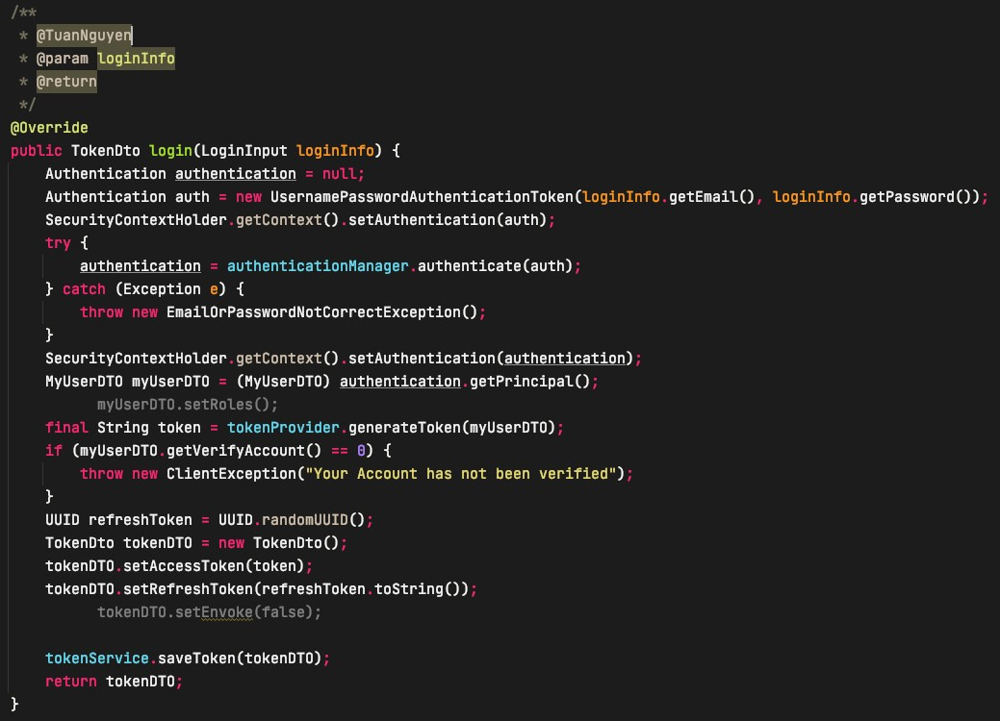 /**
 * @TuanNguyen
 * @param loginInfo
 * @return
 */
@Override
public TokenDto login(LoginInput loginInfo) {
    Authentication authentication = null;
    Authentication auth = new UsernamePasswordAuthenticationToken(loginInfo.getEmail(), loginInfo.getPassword());
    SecurityContextHolder.getContext().setAuthentication(auth);
    try {
        authentication = authenticationManager.authenticate(auth);
    } catch (Exception e) {
        throw new EmailOrPasswordNotCorrectException();
    }
    SecurityContextHolder.getContext().setAuthentication(authentication);
    MyUserDTO myUserDTO = (MyUserDTO) authentication.getPrincipal();
          myUserDTO.setRoles();
    final String token = tokenProvider.generateToken(myUserDTO);
    if (myUserDTO.getVerifyAccount() == 0) {
        throw new ClientException("Your Account has not been verified");
    }
    UUID refreshToken = UUID.randomUUID();
    TokenDto tokenDTO = new TokenDto();
    tokenDTO.setAccessToken(token);
    tokenDTO.setRefreshToken(refreshToken.toString());
          tokenDTO.setEnvoke(false);

    tokenService.saveToken(tokenDTO);
    return tokenDTO;
}